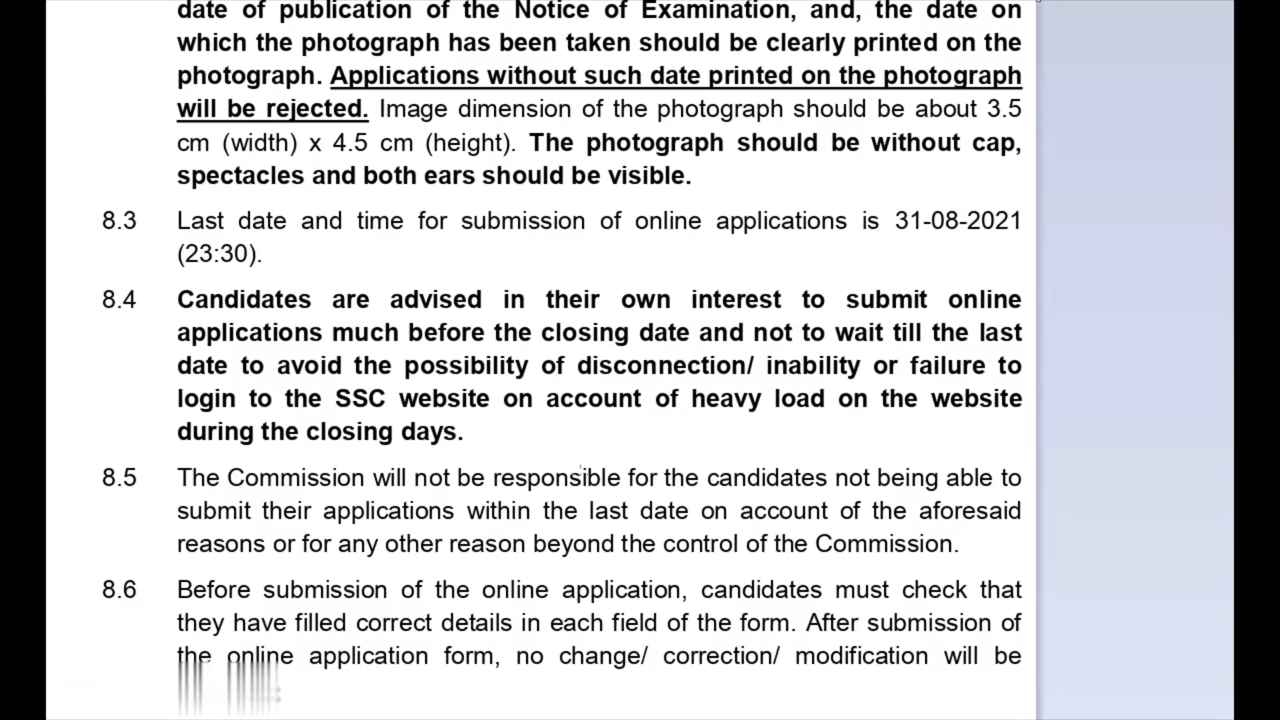 date of publication of the Notice of Examination, and, the date on
which the photograph has been taken should be clearly printed on the
photograph. Applications without such date printed on the photograph
will be rejected. Image dimension of the photograph should be about 3.5
cm (width) x 4.5 cm (height). The photograph should be without cap,
spectacles and both ears should be visible.
8.3 Last date and time for submission of online applications is 31-08-2021
(23:30).
8.4 Candidates are advised in their own interest to submit online
applications much before the closing date and not to wait till the last
date to avoid the possibility of disconnection/ inability or failure to
login to the SSC website on account of heavy load on the website
during the closing days.
8.5 The Commission will not be responsible for the candidates not being able to
submit their applications within the last date on account of the aforesaid
reasons or for any other reason beyond the control of the Commission.
8.6 Before submission of the online application, candidates must check that
they have filled correct details in each field of the form. After submission of
the online application form, no change/ correction/ modification will be